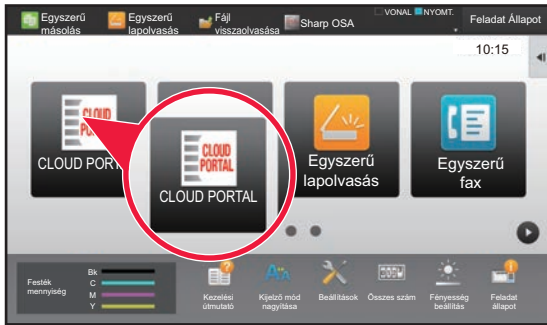 Egyszerű
másolás
Egyszerű
lapolvasás
Fájl
visszaolvasása
Sharp OSA
VONAL
NYOMT.
Feladat Állapot
10:15
CLOUD
CLOUD PORT
CLOUD
PORTAL
CLOUD PORTAL
Egyszerű
lapolvasás
Egyszerű
fax
Festék
mennyiség
Bk
C
M
Y
Kezelési
útmutató
Kijelző mód
nagyítása
Beállítások
Összes szám
Fényesség
beállítás
Feladat
állapot